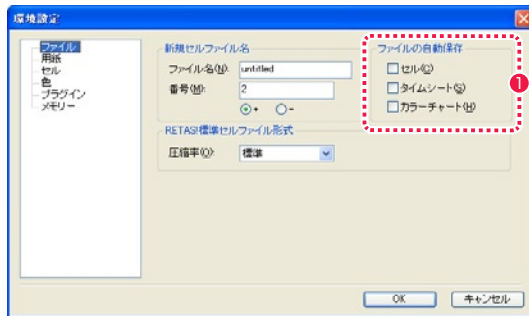 環境設定
ファイル
用紙
セル
色
プラグイン
メモリー
新規セルファイル名
ファイル名(N):
untitled
番号(M):
2
+
-
RETAS!標準セルファイル形式
圧縮率(O):
標準
ファイルの自動保存
セル(C)
タイムシート(S)
カラーチャート(H)
1
OK
キャンセル